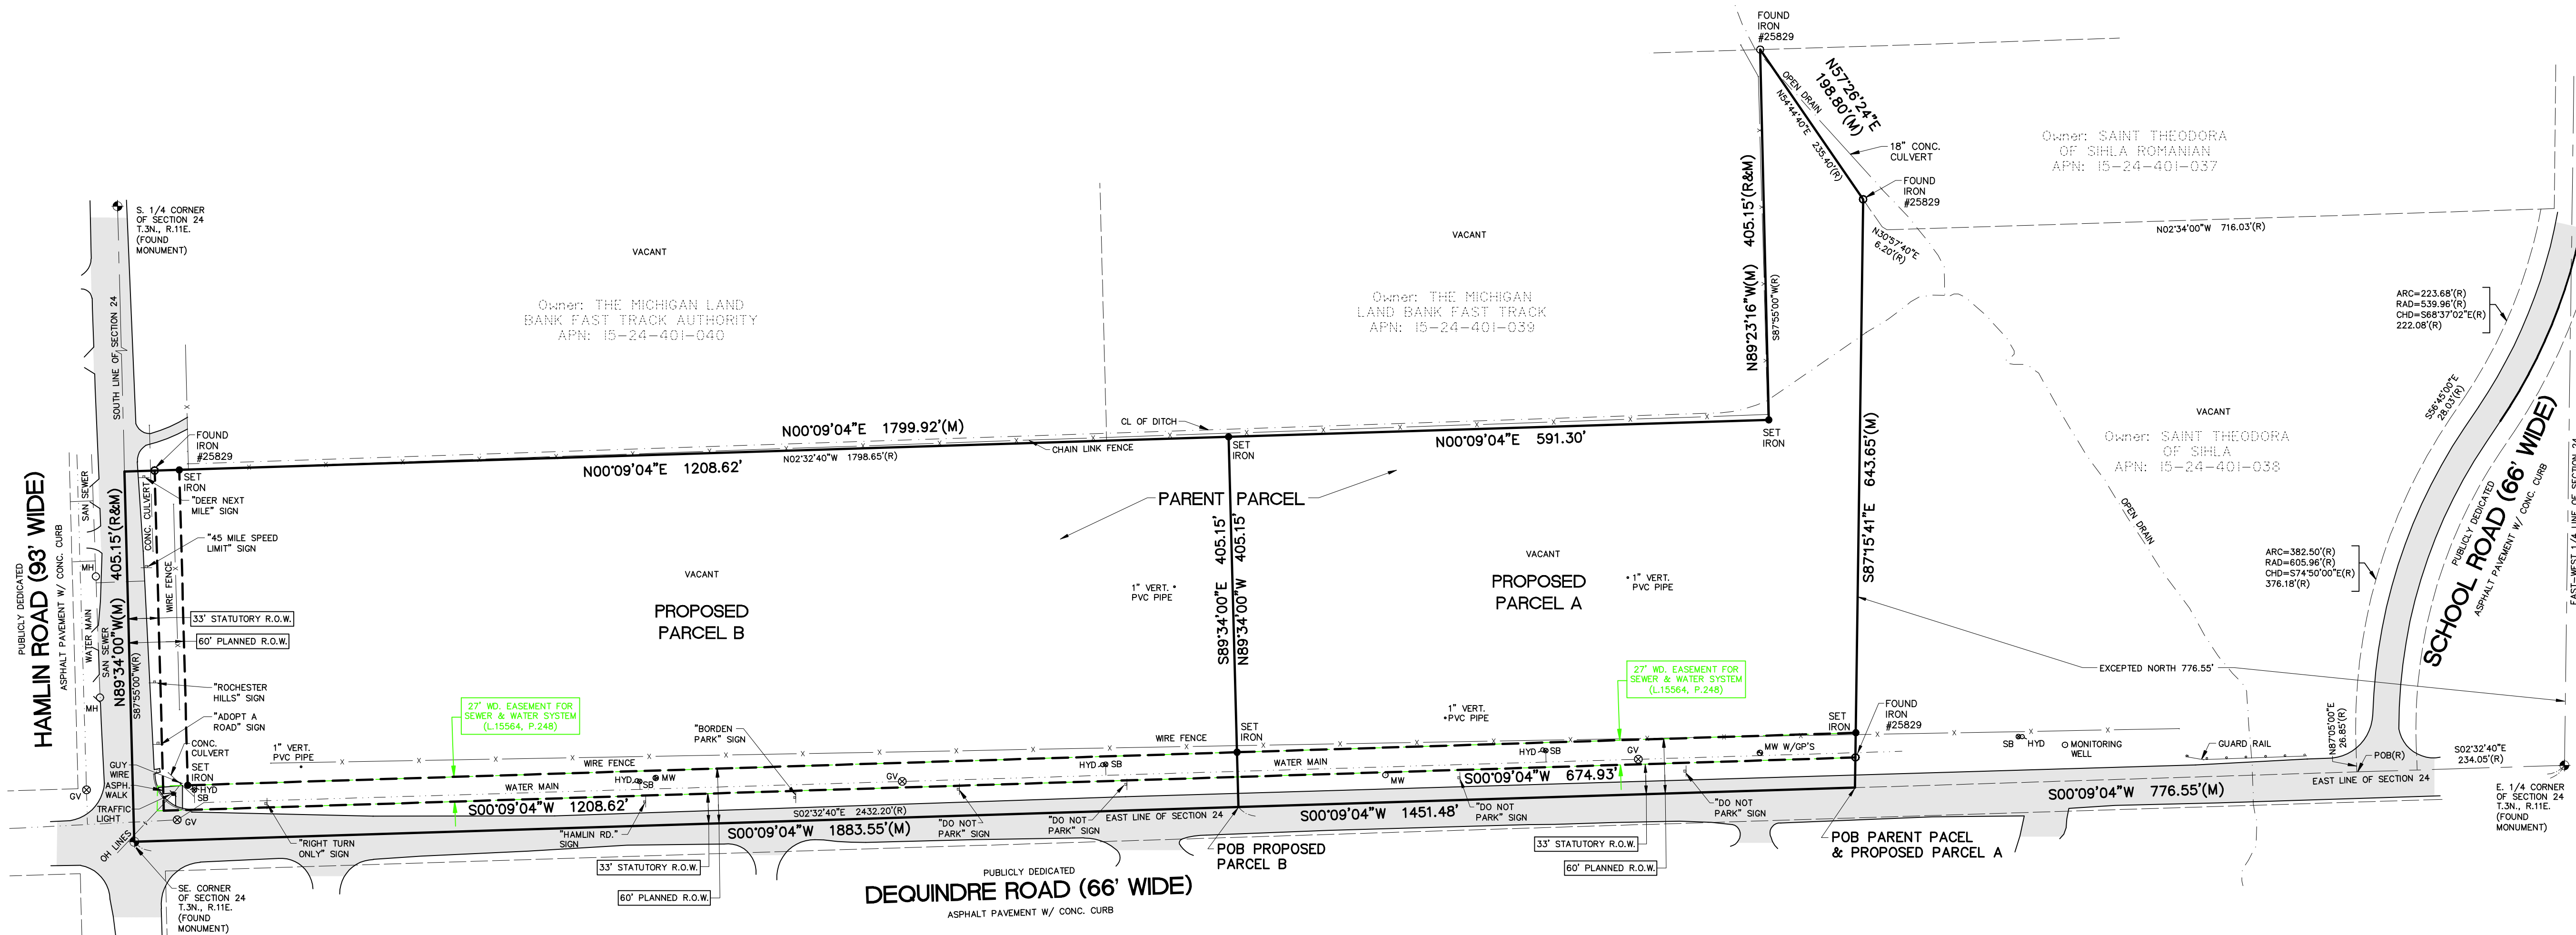 FOUND
IRON
#25829
N57°26'24"E
198.80'(M)
OPEN DRAIN
N54°44'40"E 235.40'(R)
18" CONC.
CULVERT
FOUND
IRON
#25829
Owner: SAINT THEODORA
OF SIHLA ROMANIAN
APN: 15-24-401-037
N30°57'40"E
6.20'(R)
N02°34'00"W 716.03'(R)
S. 1/4 CORNER
OF SECTION 24
T.3N., R.11E.
(FOUND
MONUMENT)
SOUTH LINE OF SECTION 24
VACANT
Owner: THE MICHIGAN LAND
BANK FAST TRACK AUTHORITY
APN: 15-24-401-040
VACANT
Owner: THE MICHIGAN
LAND BANK FAST TRACK
APN: 15-24-401-039
N89°23'16"W(M) 405.15'(R&M)
S87°55'00"W(R)
SET
IRON
ARC=223.68'(R)
RAD=539.96'(R)
CHD=S68°37'02"E(R)
222.08'(R)
S56°45'00"E
28.03'(R)
VACANT
Owner: SAINT THEODORA
OF SIHLA
APN: 15-24-401-038
OPEN DRAIN
ARC=382.50'(R)
RAD=605.96'(R)
CHD=S74°50'00"E(R)
376.18'(R)
PUBLICLY DEDICATED
SCHOOL ROAD (66' WIDE)
ASPHALT PAVEMENT W/ CONC. CURB
EAST-WEST 1/4 LINE OF SECTION 24
N00°09'04"E 1799.92'(M)
CL OF DITCH
CHAIN LINK FENCE
N00°09'04"E 1208.62'
N02°32'40"W 1798.65'(R)
SET
IRON
N00°09'04"E 591.30'
FOUND
IRON
#25829
SET
IRON
"DEER NEXT
MILE" SIGN
"45 MILE SPEED
LIMIT" SIGN
CONC. CULVERT
WIRE FENCE
PUBLICLY DEDICATED
HAMLIN ROAD (93' WIDE)
ASPHALT PAVEMENT W/ CONC. CURB
SAN SEWER
MH
WATER MAIN
SAN SEWER
MH
N89°34'00"W(M) 405.15'(R&M)
S87°55'00"W(R)
33' STATUTORY R.O.W.
60' PLANNED R.O.W.
PARENT PARCEL
S89°34'00"E 405.15'
N89°34'00"W 405.15'
VACANT
PROPOSED
PARCEL B
1" VERT.
PVC PIPE
VACANT
PROPOSED
PARCEL A
1" VERT.
PVC PIPE
S87°15'41"E 643.65'(M)
EXCEPTED NORTH 776.55'
"ROCHESTER
HILLS" SIGN
"ADOPT A
ROAD" SIGN
CONC.
CULVERT
SET
IRON
GUY
WIRE
ASPH.
WALK
TRAFFIC
LIGHT
GV
HYD
SB
GV
OH LINES
1" VERT.
PVC PIPE
27' WD. EASEMENT FOR
SEWER & WATER SYSTEM
(L.15564, P.248)
WIRE FENCE
WATER MAIN
HYD
SB
MW
"BORDEN
PARK" SIGN
GV
WIRE FENCE
HYD
SB
SET
IRON
WATER MAIN
1" VERT.
PVC PIPE
MW
HYD
SB
27' WD. EASEMENT FOR
SEWER & WATER SYSTEM
(L.15564, P.248)
GV
MW W/GP'S
SET
IRON
FOUND
IRON
#25829
SB
HYD
MONITORING
WELL
GUARD RAIL
N87°05'00"E
26.85'(R)
POB(R)
S02°32'40"E
234.05'(R)
EAST LINE OF SECTION 24
S00°09'04"W 776.55'(M)
E. 1/4 CORNER
OF SECTION 24
T.3N., R.11E.
(FOUND
MONUMENT)
S00°09'04"W 1208.62'
S02°32'40"E 2432.20'(R)
S00°09'04"W 674.93'
"RIGHT TURN
ONLY" SIGN
"HAMLIN RD."
SIGN
S00°09'04"W 1883.55'(M)
"DO NOT
PARK" SIGN
"DO NOT
PARK" SIGN
EAST LINE OF SECTION 24
S00°09'04"W 1451.48'
"DO NOT
PARK" SIGN
"DO NOT
PARK" SIGN
33' STATUTORY R.O.W.
60' PLANNED R.O.W.
POB PROPOSED
PARCEL B
33' STATUTORY R.O.W.
60' PLANNED R.O.W.
POB PARENT PACEL
& PROPOSED PARCEL A
PUBLICLY DEDICATED
DEQUINDRE ROAD (66' WIDE)
ASPHALT PAVEMENT W/ CONC. CURB
SE. CORNER
OF SECTION 24
T.3N., R.11E.
(FOUND
MONUMENT)